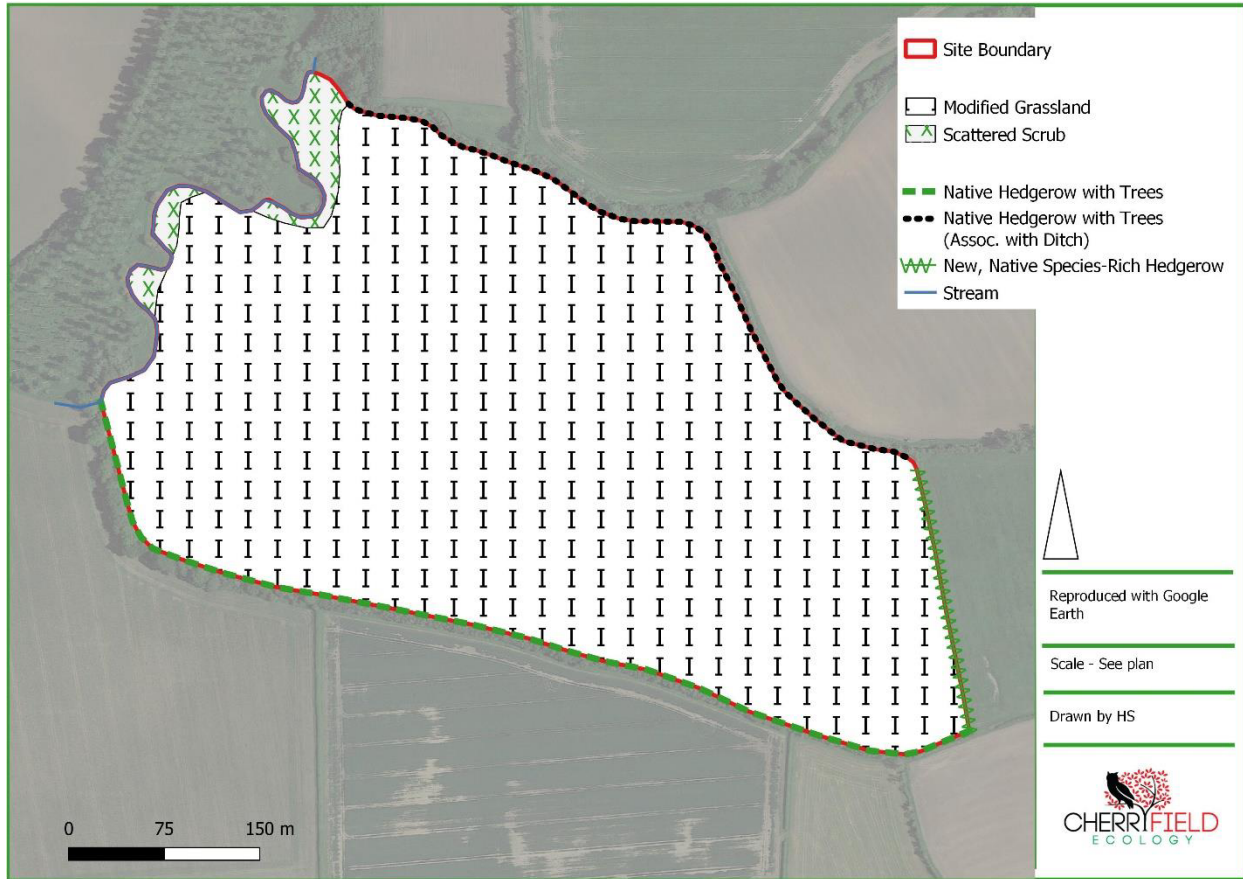 Site Boundary
Modified Grassland
Scattered Scrub
Native Hedgerow with Trees
Native Hedgerow with Trees
(Assoc. with Ditch)
New, Native Species-Rich Hedgerow
Stream
Reproduced with Google
Earth
Scale - See plan
Drawn by HS
CHERRYFIELD
ECOLOGY
0 75 150 m